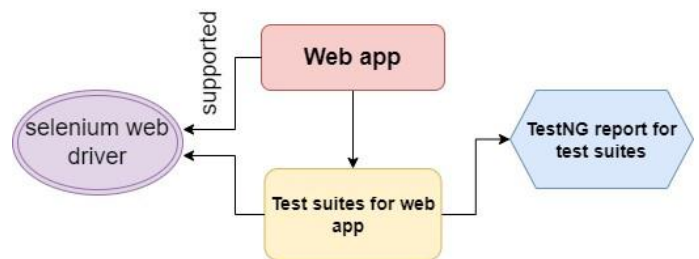 supported
Web app
selenium web
driver
TestNG report for
test suites
Test suites for web
app